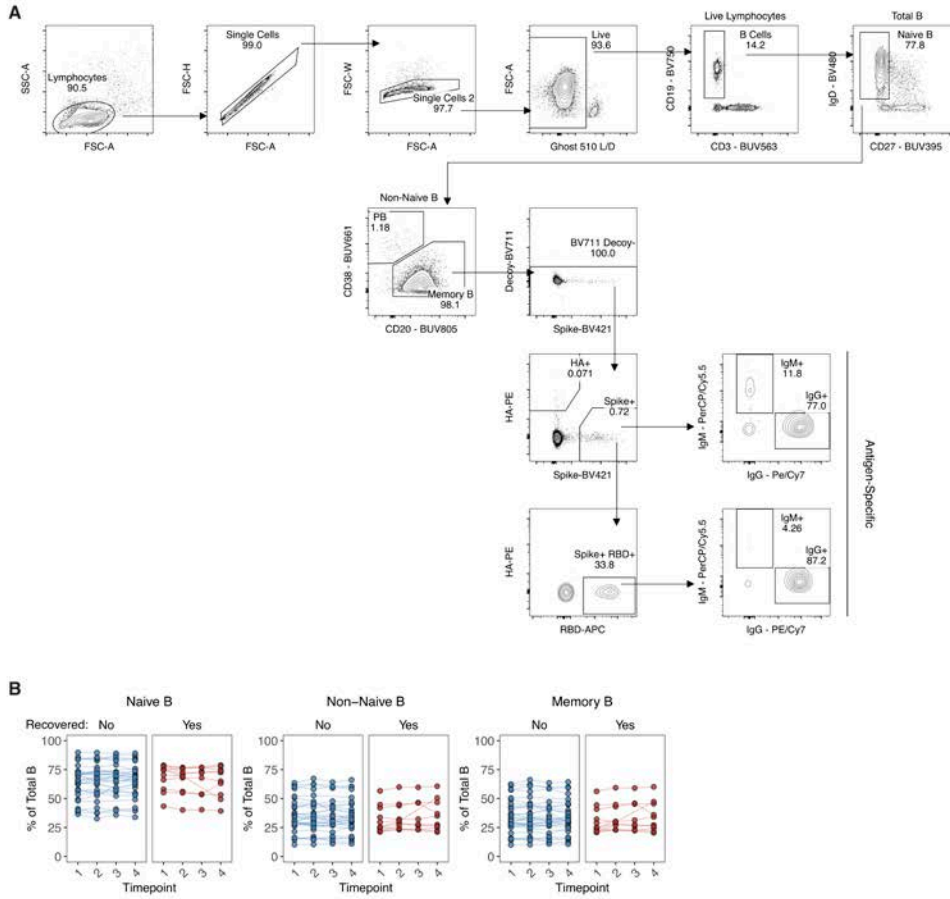 A
SSC-A
Lymphocytes
90.5
FSC-A
FSC-H
Single Cells
99.0
FSC-A
FSC-W
Single Cells 2
97.7
FSC-A
FSC-A
Live
93.6
Ghost 510 L/D
Live Lymphocytes
CD19 - BV750
B Cells
14.2
CD3 - BUV563
Total B
IgD - BV480
Naive B
77.8
CD27 - BUV395
Non-Naive B
CD38 - BUV661
PB
1.18
Memory B
98.1
CD20 - BUV805
Decoy-BV711
BV711 Decoy-
100.0
Spike-BV421
HA-PE
HA+
0.071
Spike+
0.72
Spike-BV421
IgM - PerCP/Cy5.5
IgM+
11.8
IgG+
77.0
IgG - Pe/Cy7
HA-PE
Spike+ RBD+
33.8
RBD-APC
IgM - PerCP/Cy5.5
IgM+
4.26
IgG+
87.2
IgG - PE/Cy7
Antigen-Specific
B
Naive B
Recovered: No Yes
% of Total B
100
75
50
25
0
1 2 3 4 1 2 3 4
Timepoint
Non–Naive B
No Yes
% of Total B
100
75
50
25
0
1 2 3 4 1 2 3 4
Timepoint
Memory B
No Yes
% of Total B
100
75
50
25
0
1 2 3 4 1 2 3 4
Timepoint